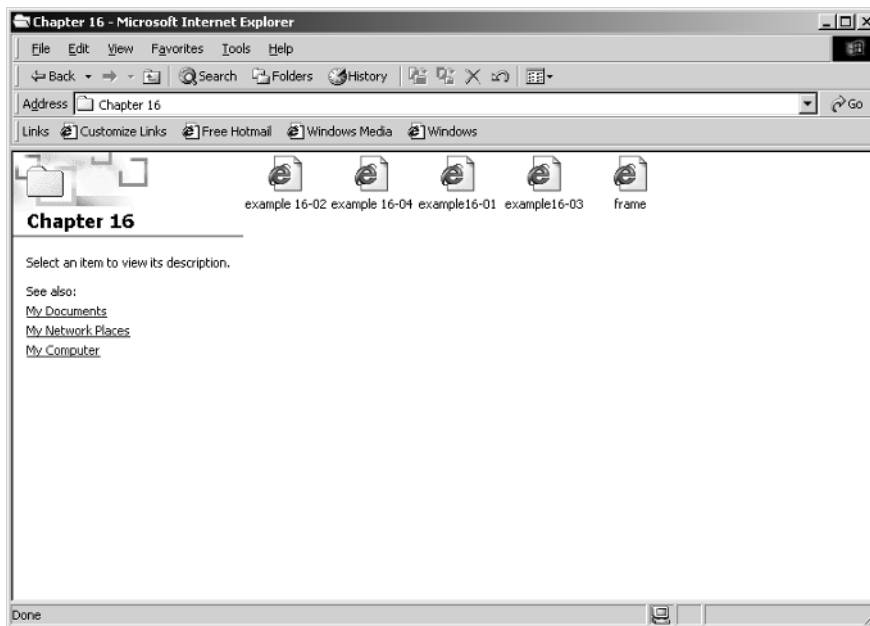 Chapter 16 - Microsoft Internet Explorer
File Edit View Favorites Tools Help
Back Search Folders History
Address Chapter 16 Go
Links Customize Links Free Hotmail Windows Media Windows
example 16-02 example 16-04 example16-01 example16-03 frame
Chapter 16
Select an item to view its description.
See also:
My Documents
My Network Places
My Computer
Done